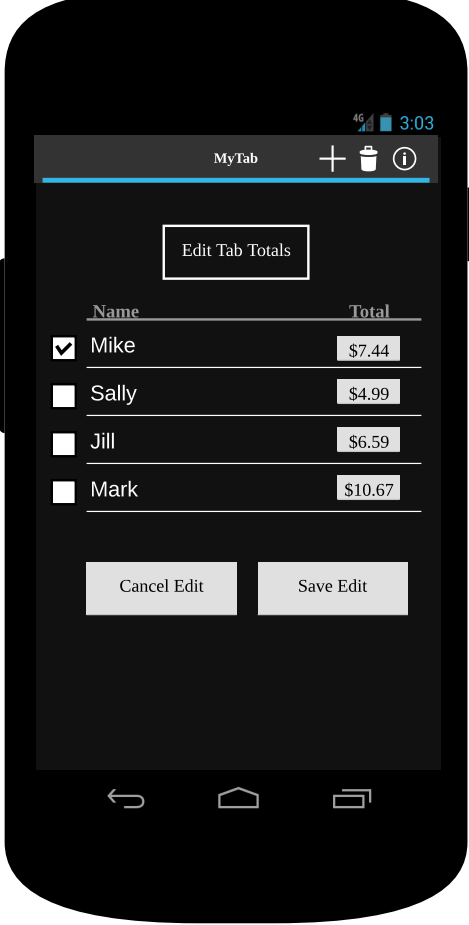 4G 3:03
MyTab
Edit Tab Totals
Name Total
Mike $7.44
Sally $4.99
Jill $6.59
Mark $10.67
Cancel Edit Save Edit